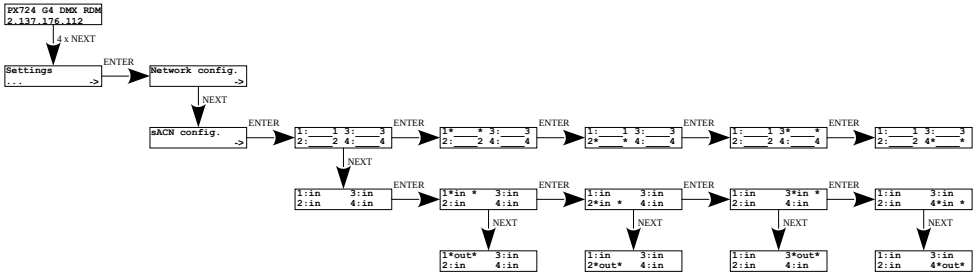 PX724 G4 DMX RDM
2.137.176.112
4 x NEXT
Settings
... ->
ENTER
Network config.
->
NEXT
sACN config.
->
ENTER
1:____1 3:____3
2:____2 4:____4
ENTER
1*____* 3:____3
2:____2 4:____4
ENTER
1:____1 3:____3
2*____* 4:____4
ENTER
1:____1 3*____*
2:____2 4:____4
ENTER
1:____1 3:____3
2:____2 4*____*
NEXT
1:in 3:in
2:in 4:in
ENTER
1*in * 3:in
2:in 4:in
ENTER
1:in 3:in
2*in * 4:in
ENTER
1:in 3*in *
2:in 4:in
ENTER
1:in 3:in
2:in 4*in *
NEXT
NEXT
NEXT
NEXT
1*out* 3:in
2:in 4:in
1:in 3:in
2*out* 4:in
1:in 3*out*
2:in 4:in
1:in 3:in
2:in 4*out*